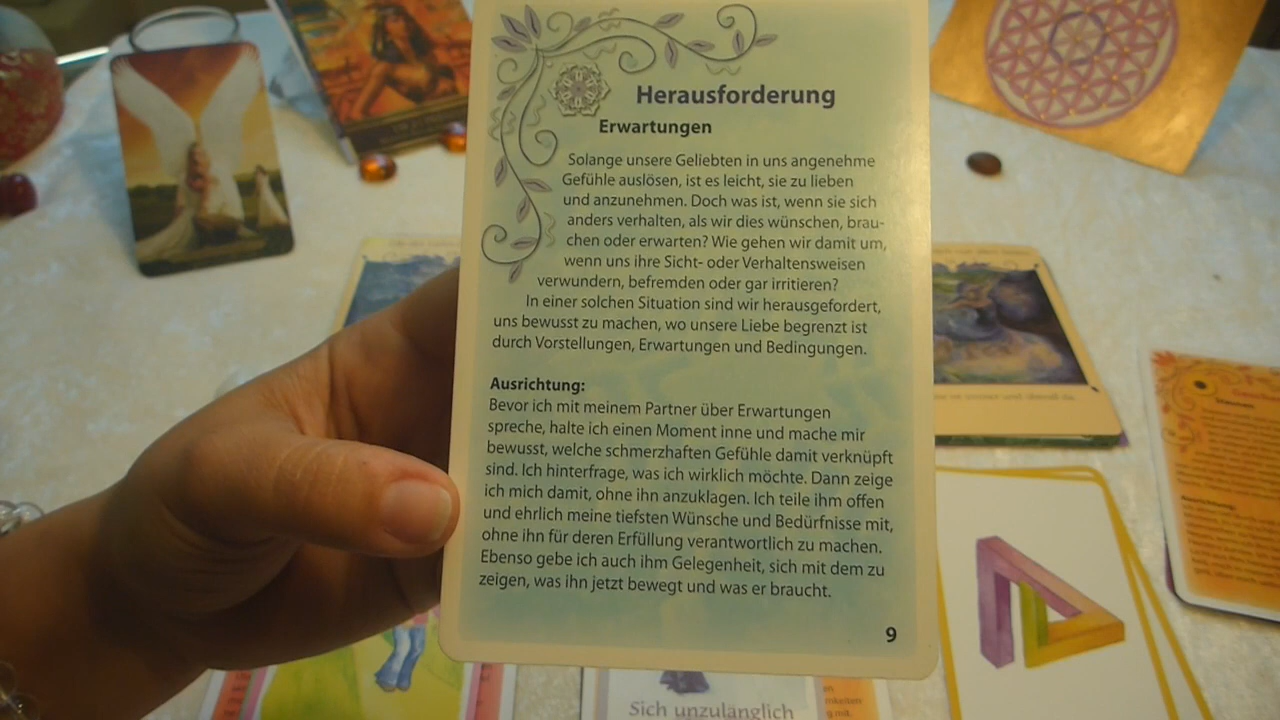 Herausforderung
Erwartungen
Solange unsere Geliebten in uns angenehme
Gefühle auslösen, ist es leicht, sie zu lieben
und anzunehmen. Doch was ist, wenn sie sich
anders verhalten, als wir dies wünschen, brau-
chen oder erwarten? Wie gehen wir damit um,
wenn uns ihre Sicht- oder Verhaltensweisen
verwundern, befremden oder gar irritieren?
In einer solchen Situation sind wir herausgefordert,
uns bewusst zu machen, wo unsere Liebe begrenzt ist
durch Vorstellungen, Erwartungen und Bedingungen.
Ausrichtung:
Bevor ich mit meinem Partner über Erwartungen
spreche, halte ich einen Moment inne und mache mir
bewusst, welche schmerzhaften Gefühle damit verknüpft
sind. Ich hinterfrage, was ich wirklich möchte. Dann zeige
ich mich damit, ohne ihn anzuklagen. Ich teile ihm offen
und ehrlich meine tiefsten Wünsche und Bedürfnisse mit,
ohne ihn für deren Erfüllung verantwortlich zu machen.
Ebenso gebe ich auch ihm Gelegenheit, sich mit dem zu
zeigen, was ihn jetzt bewegt und was er braucht.
9
Sich unzulänglich